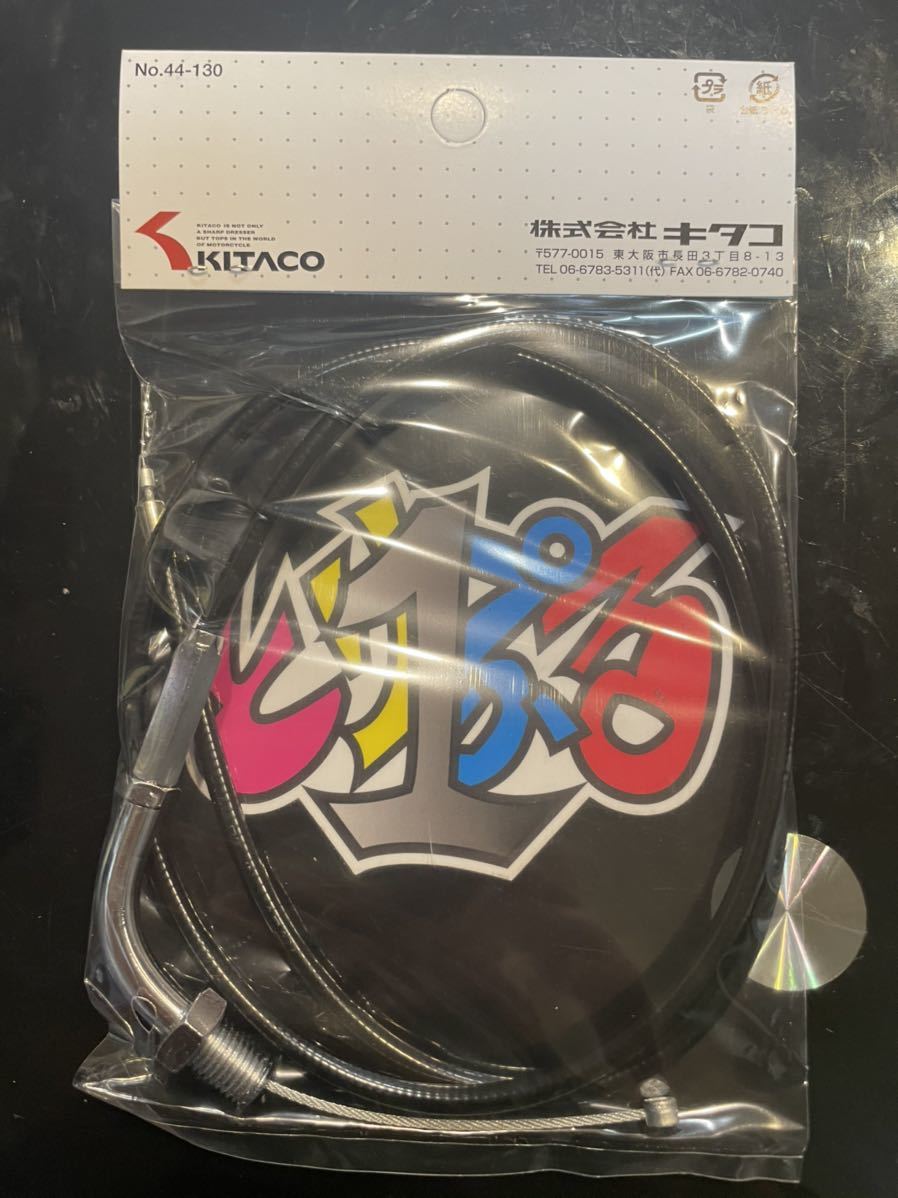 No.44-130
プラ
袋
紙
KITACO IS NOT ONLY
A SHARP DRESSER
BUT TOPS IN THE WORLD
OF MOTORCYCLE.
KITACO
株式会社 キタコ
〒577-0015 東大阪市長田3丁目8-13
TEL 06-6783-5311(代) FAX 06-6782-0740